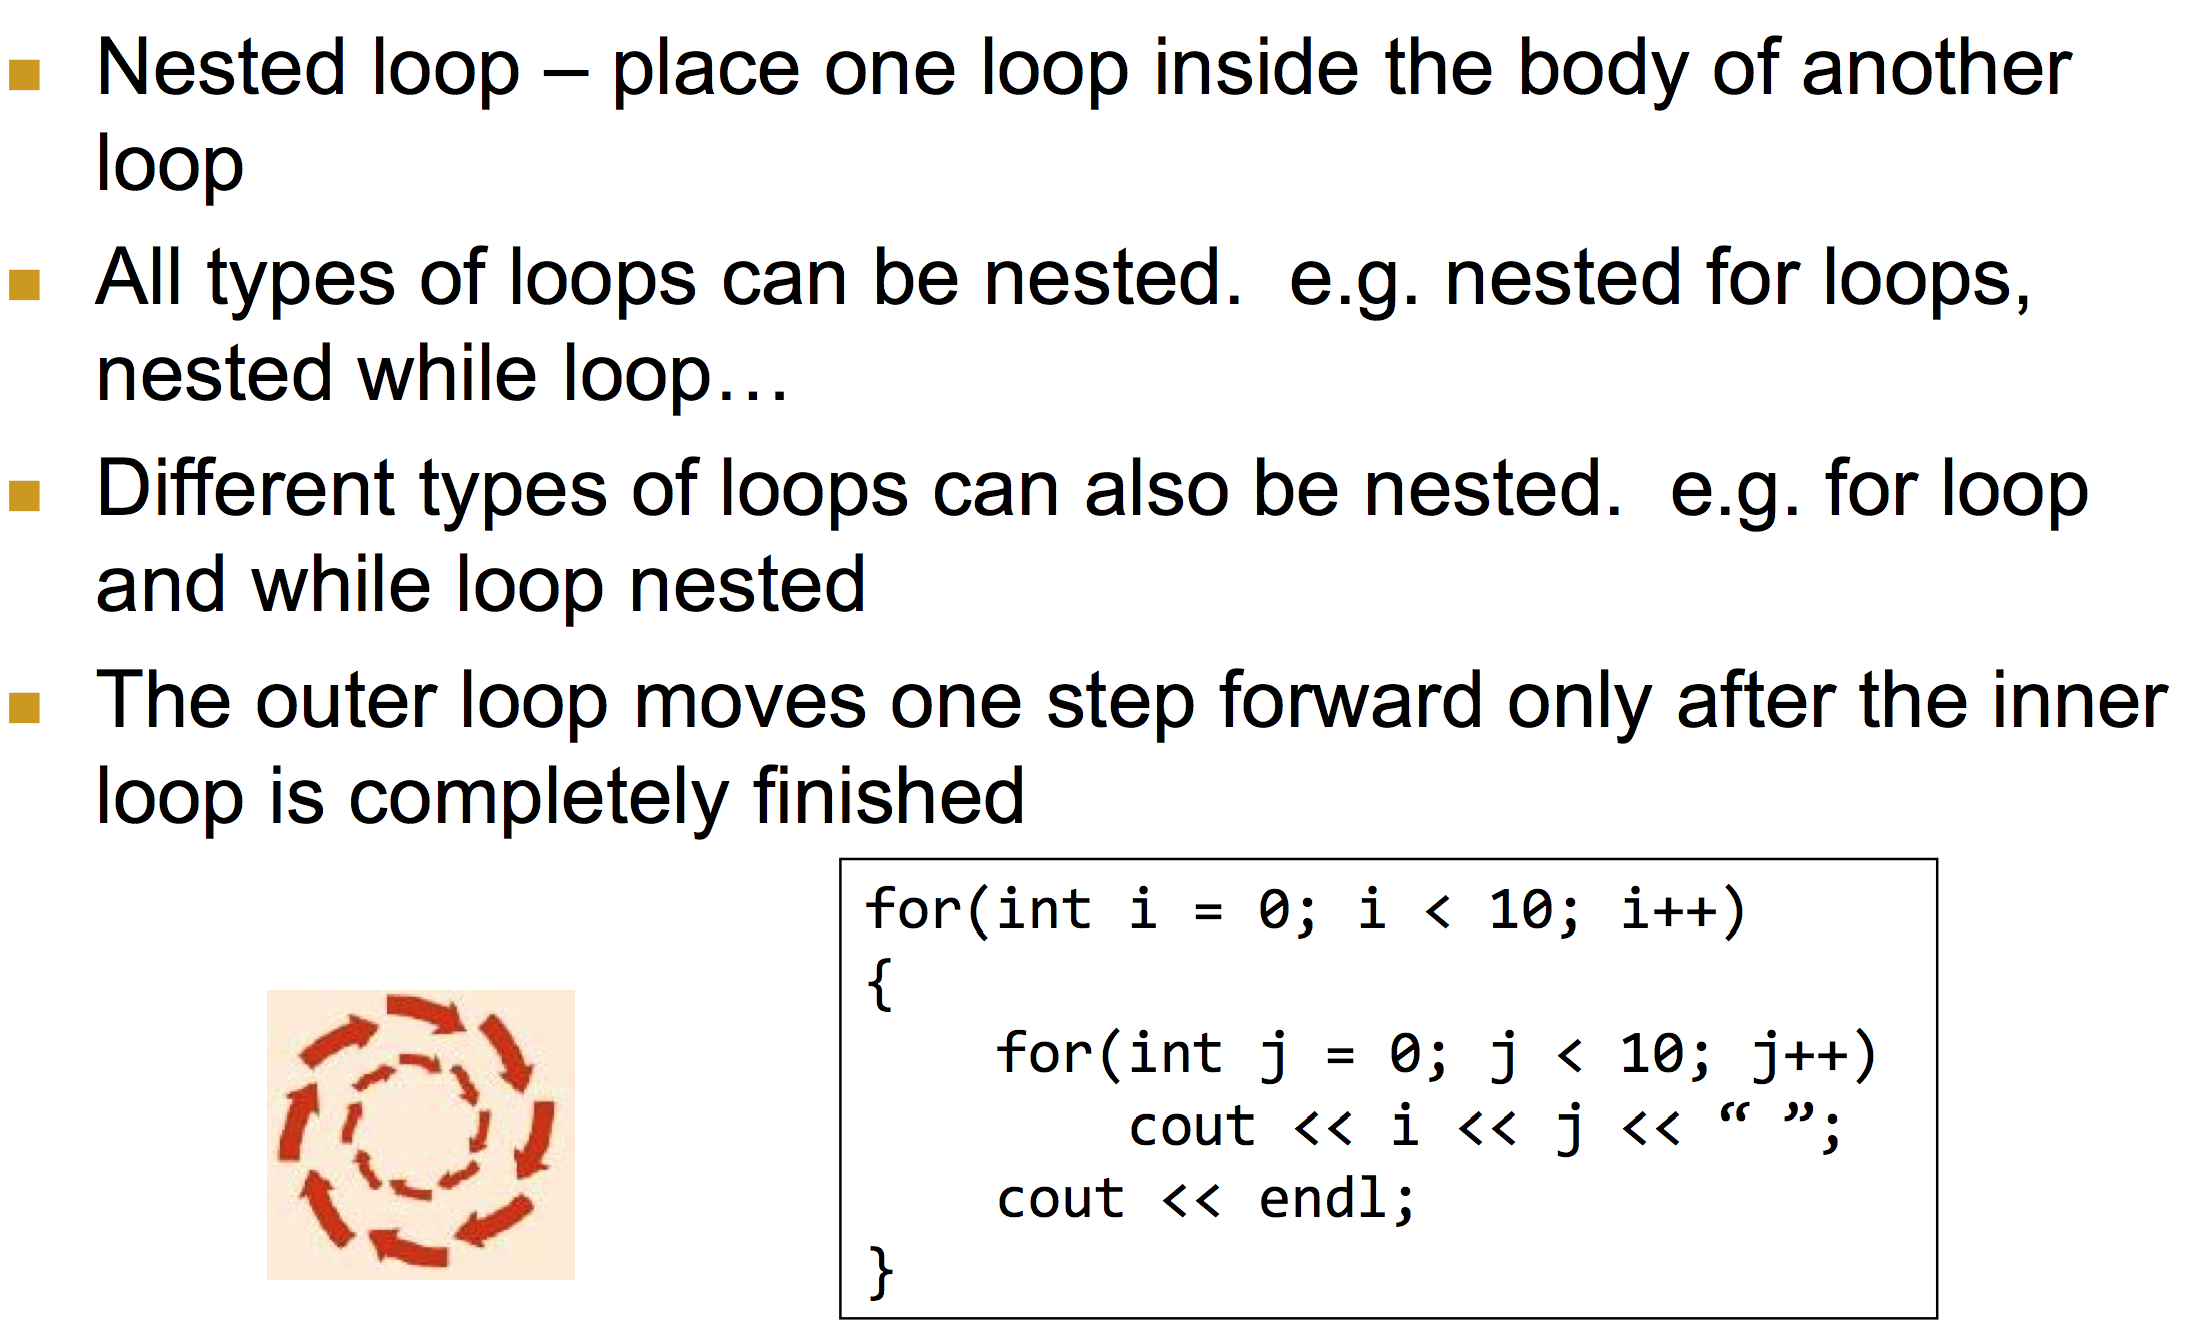 Nested loop – place one loop inside the body of another
loop
All types of loops can be nested.  e.g. nested for loops,
nested while loop…
Different types of loops can also be nested.  e.g. for loop
and while loop nested
The outer loop moves one step forward only after the inner
loop is completely finished
for(int i = 0; i < 10; i++)
{
    for(int j = 0; j < 10; j++)
        cout << i << j << “ ”;
    cout << endl;
}